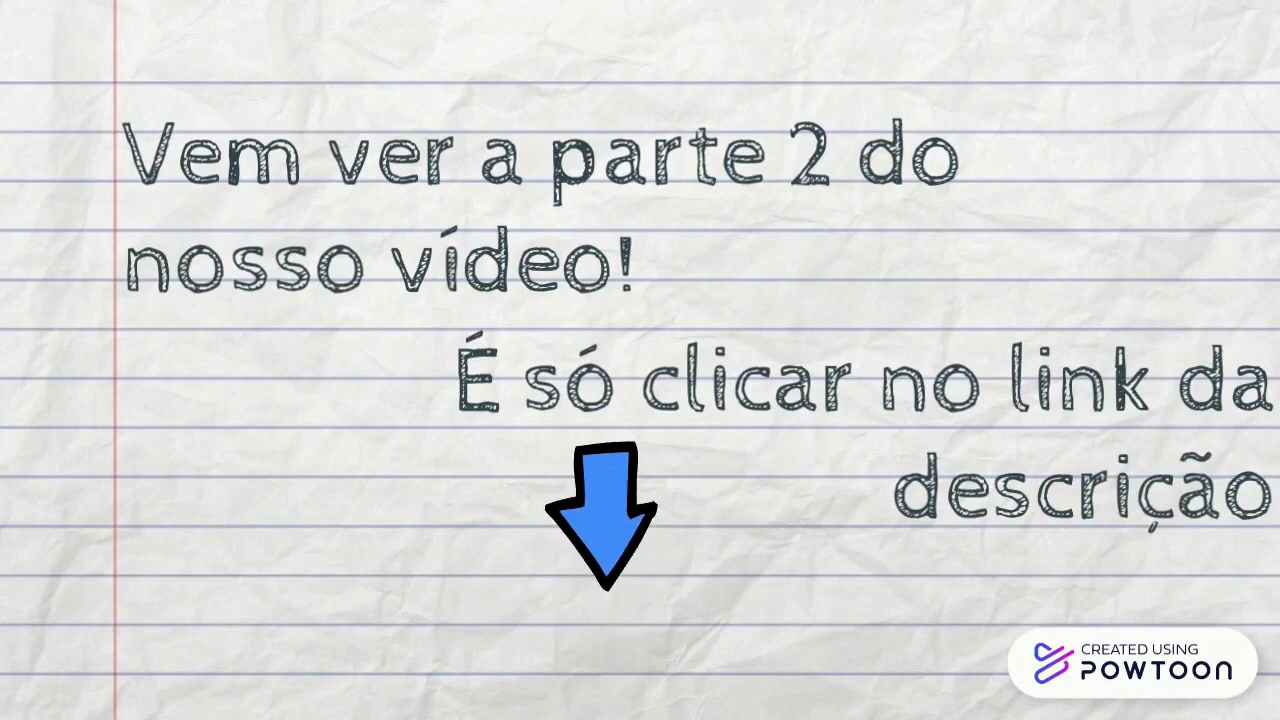 Vem ver a parte 2 do
nosso vídeo!
É só clicar no link da
descrição
CREATED USING
POWTOON